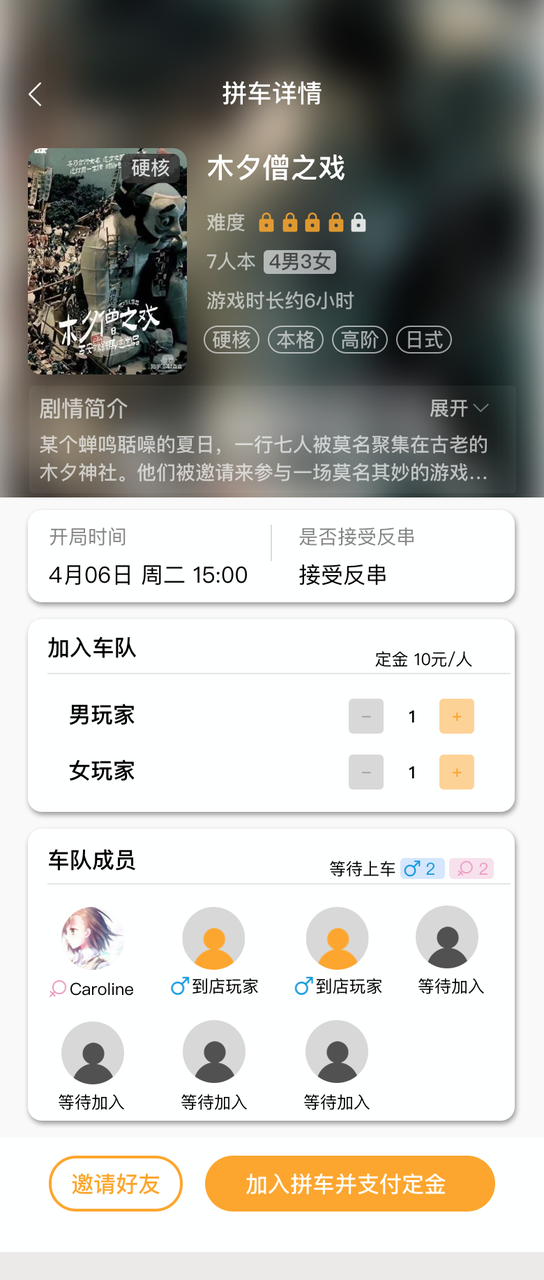 拼车详情
硬核
木夕僧之戏
木夕僧之戏
难度
7人本 4男3女
游戏时长约6小时
硬核 本格 高阶 日式
剧情简介 展开
某个蝉鸣聒噪的夏日，一行七人被莫名聚集在古老的
木夕神社。他们被邀请来参与一场莫名其妙的游戏...
开局时间 是否接受反串
4月06日 周二 15:00 接受反串
加入车队 定金 10元/人
男玩家 － 1 +
女玩家 － 1 +
车队成员 等待上车 ♂ 2 ♀ 2
♀ Caroline ♂ 到店玩家 ♂ 到店玩家 等待加入
等待加入 等待加入 等待加入
邀请好友 加入拼车并支付定金